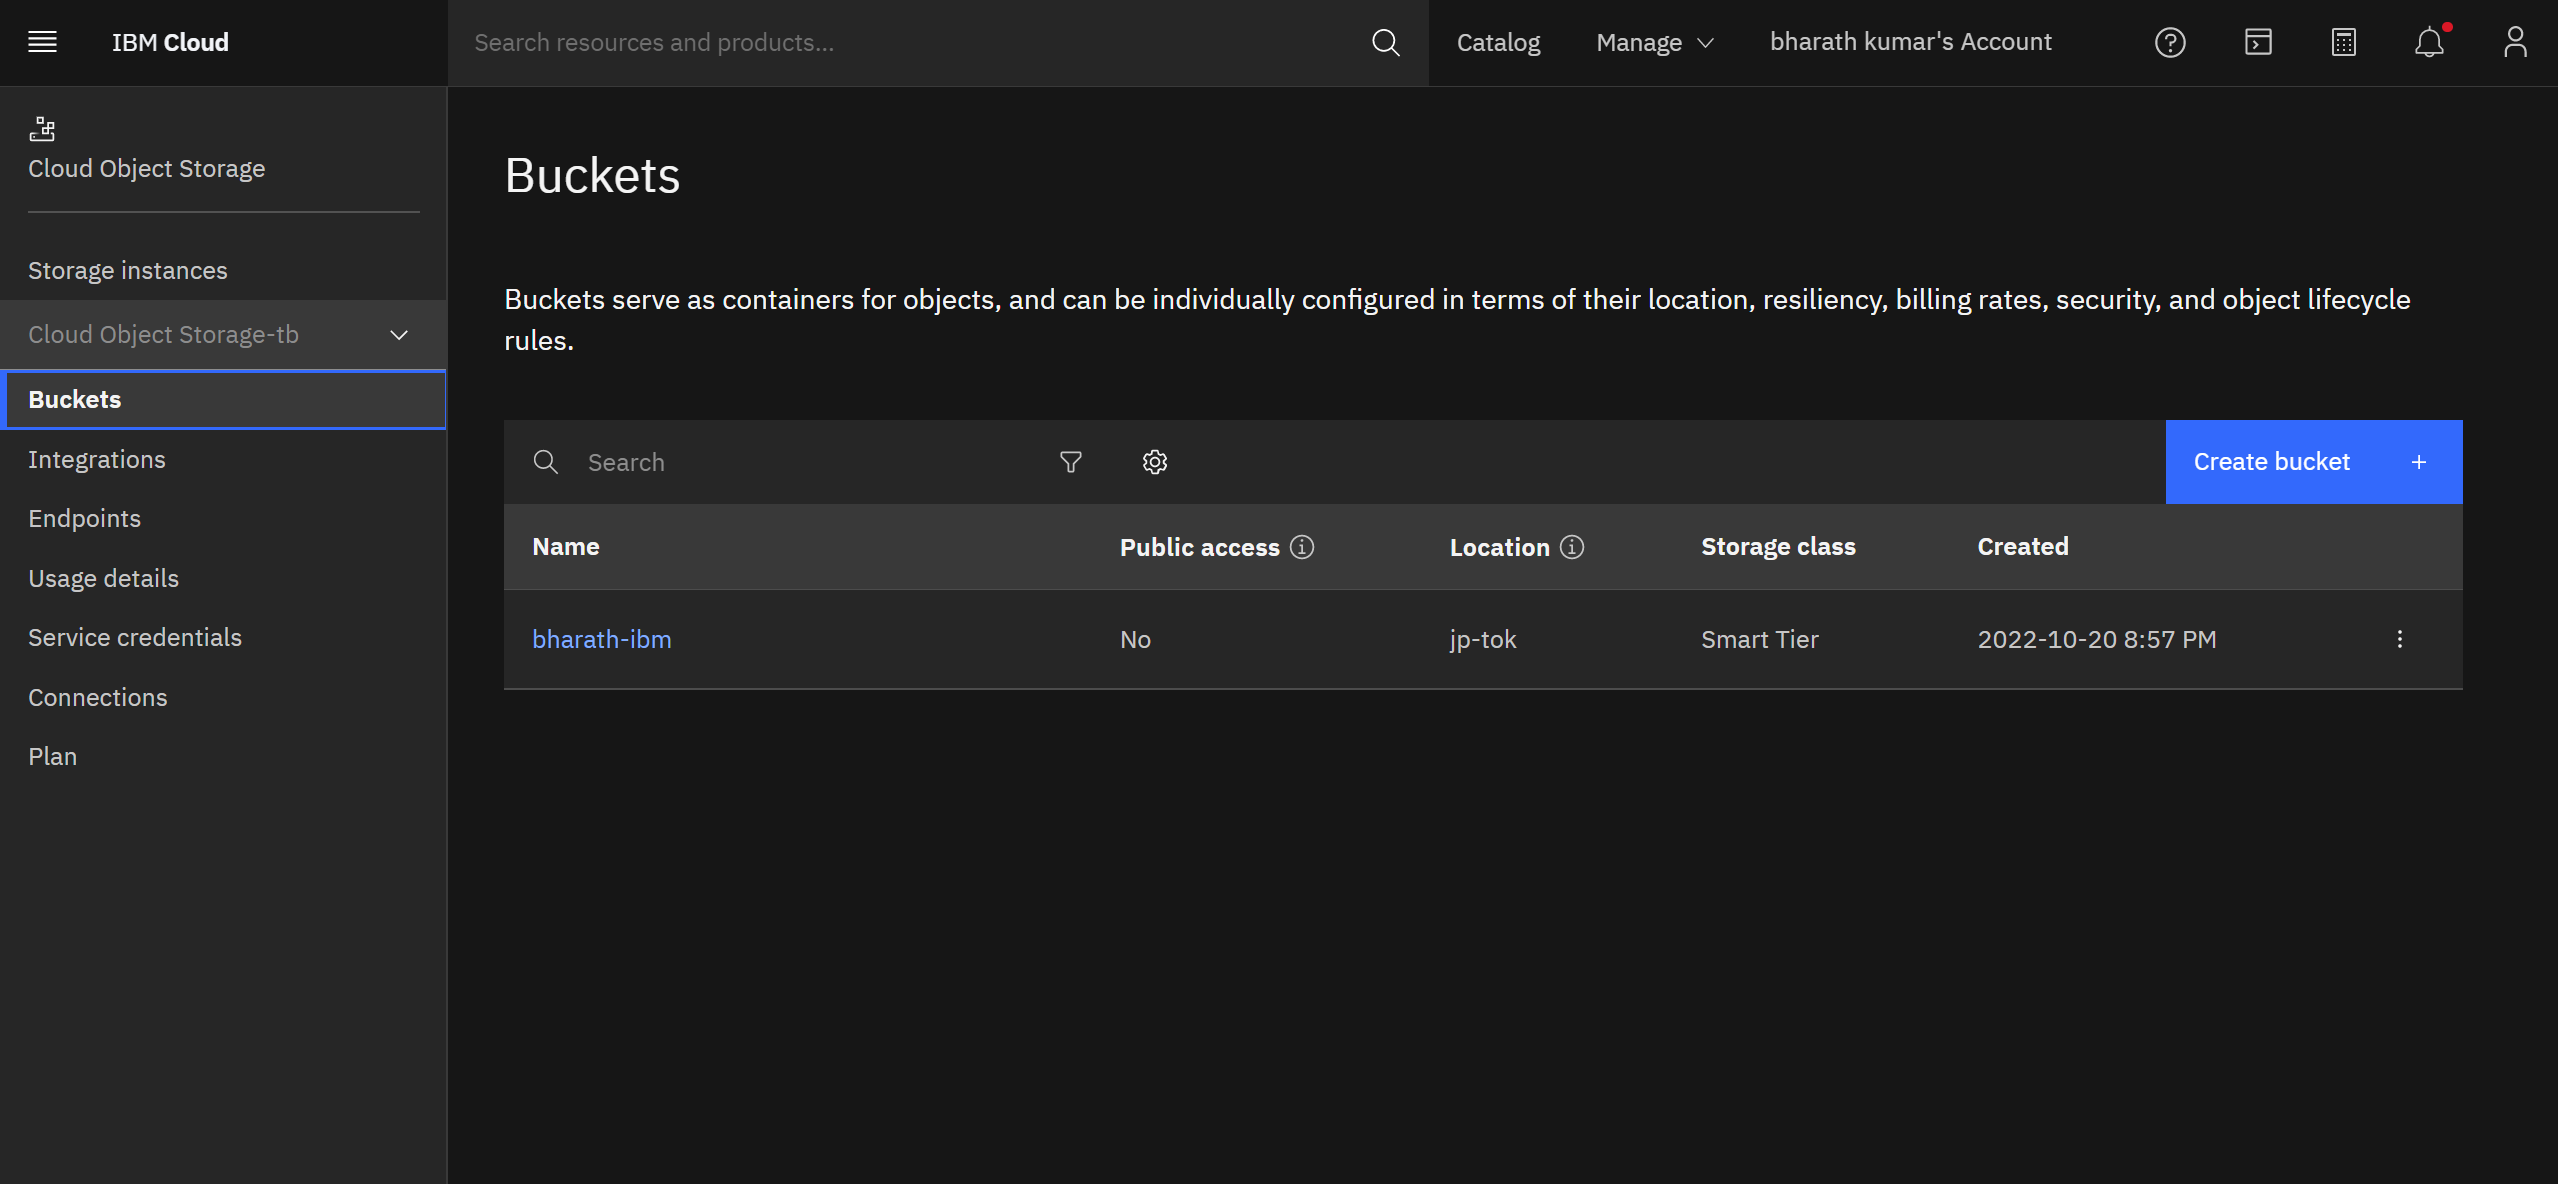 IBM Cloud
Search resources and products...
Catalog
Manage
bharath kumar's Account
Cloud Object Storage
Storage instances
Cloud Object Storage-tb
Buckets
Integrations
Endpoints
Usage details
Service credentials
Connections
Plan
Buckets
Buckets serve as containers for objects, and can be individually configured in terms of their location, resiliency, billing rates, security, and object lifecycle
rules.
Search
Create bucket +
Name Public access Location Storage class Created
bharath-ibm No jp-tok Smart Tier 2022-10-20 8:57 PM